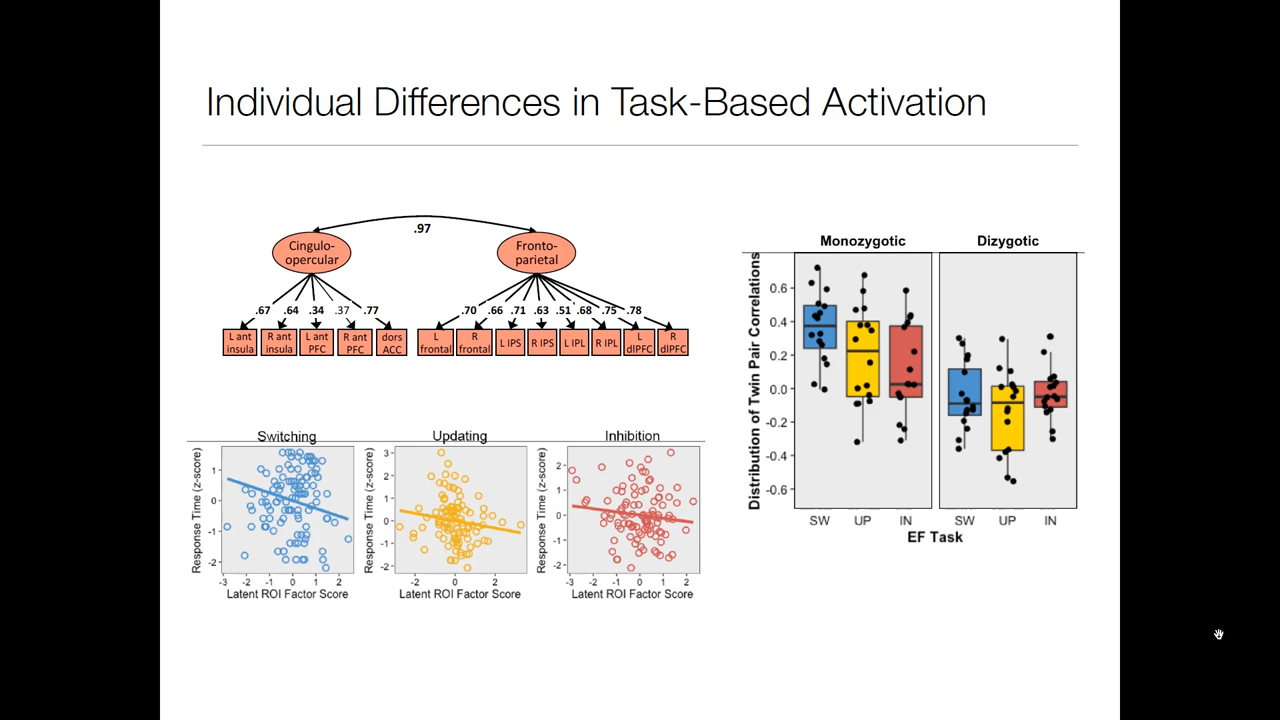 Individual Differences in Task-Based Activation
.97
Cingulo-
opercular
Fronto-
parietal
.67 .64 .34 .37 .77
.70 .66 .71 .63 .51 .68 .75 .78
L ant
insula
R ant
insula
L ant
PFC
R ant
PFC
dors
ACC
L
frontal
R
frontal
L IPS
R IPS
L IPL
R IPL
L
dlPFC
R
dlPFC
Switching
Response Time (z-score)
1
0
-1
-2
-3 -2 -1 0 1 2
Latent ROI Factor Score
Updating
Response Time (z-score)
3
2
1
0
-1
-2
-2 0 2
Latent ROI Factor Score
Inhibition
Response Time (z-score)
2
1
0
-1
-2
-3 -2 -1 0 1 2
Latent ROI Factor Score
Monozygotic
Dizygotic
Distribution of Twin Pair Correlations
0.6
0.4
0.2
0.0
-0.2
-0.4
-0.6
SW UP IN
SW UP IN
EF Task